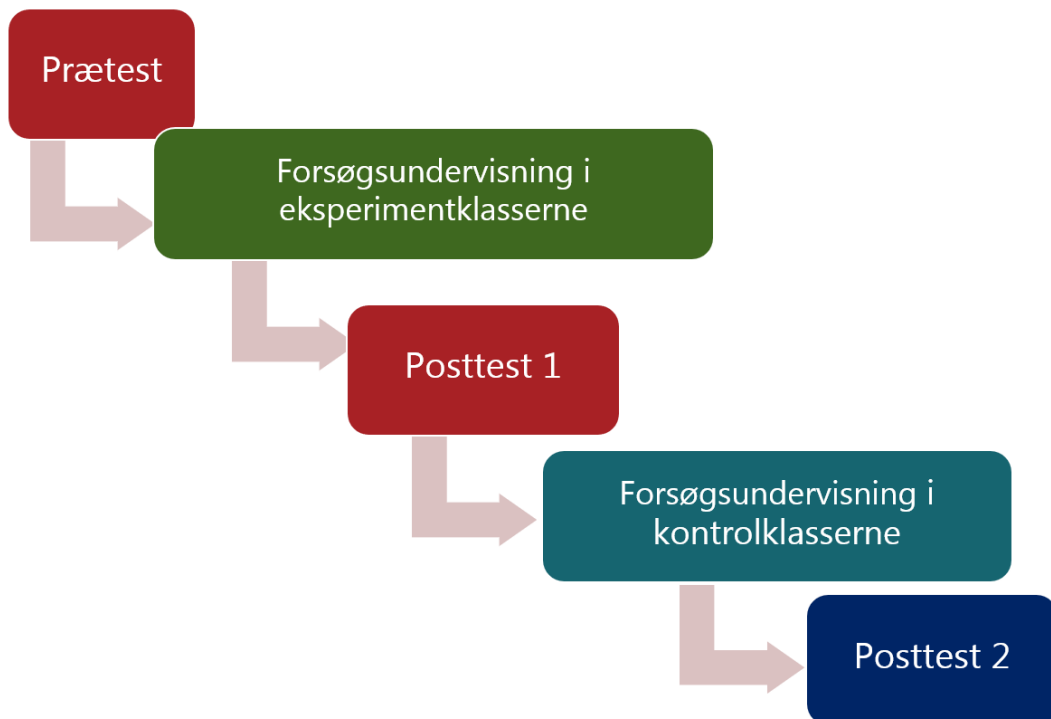 Prætest
Forsøgsundervisning i
eksperimentklasserne
Posttest 1
Forsøgsundervisning i
kontrolklasserne
Posttest 2